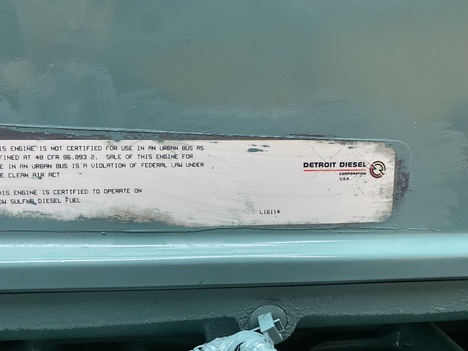 IS ENGINE IS NOT CERTIFIED FOR USE IN AN URBAN BUS AS
FINED AT 40 CFR 86.093 2. SALE OF THIS ENGINE FOR
E IN AN URBAN BUS IS A VIOLATION OF FEDERAL LAW UNDER
E CLEAN AIR ACT
IS ENGINE IS CERTIFIED TO OPERATE ON
OW SULFUR DIESEL FUEL
DETROIT DIESEL
CORPORATION
U.S.A.
L16114